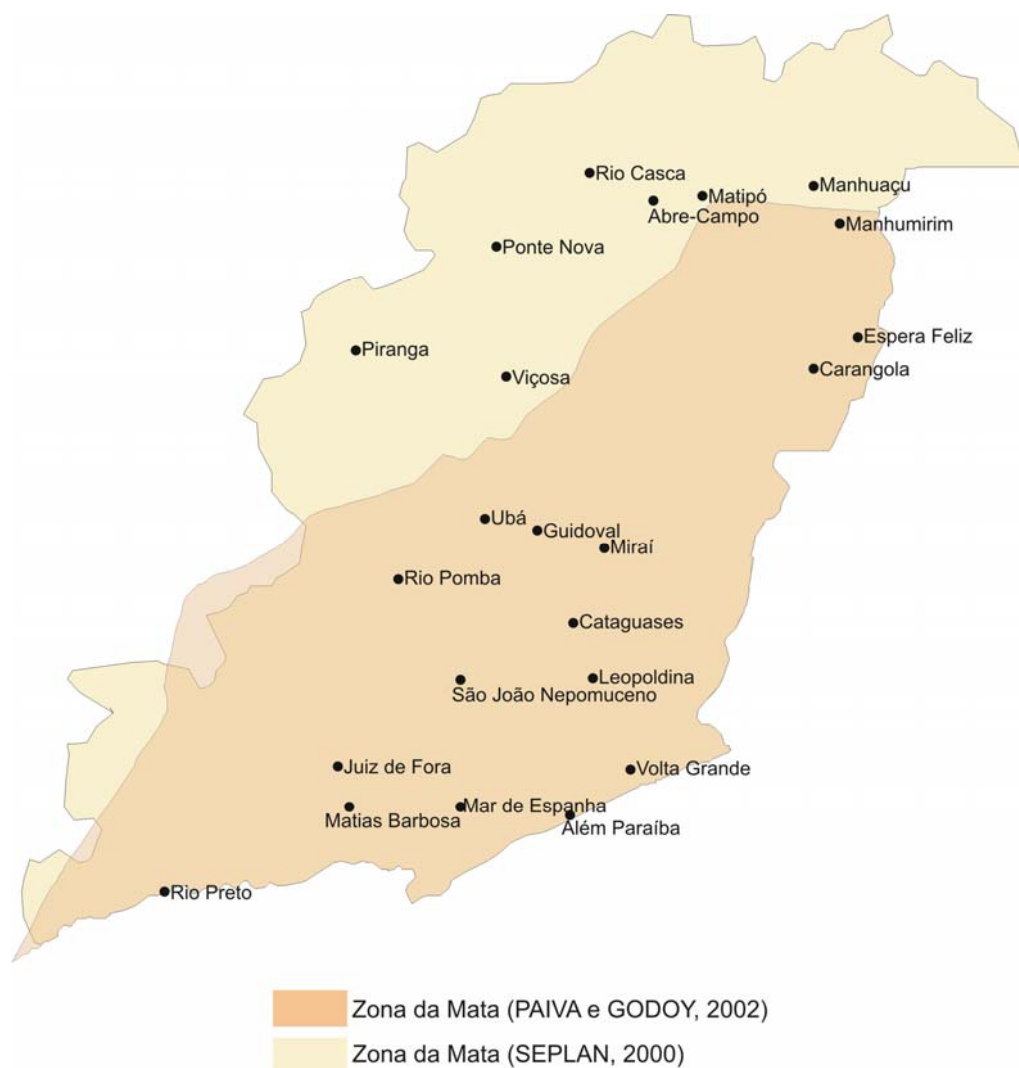 Rio Casca
Manhuaçu
Matipó
Abre-Campo
Manhumirim
Ponte Nova
Espera Feliz
Piranga
Carangola
Viçosa
Ubá
Guidoval
Miraí
Rio Pomba
Cataguases
Leopoldina
São João Nepomuceno
Juiz de Fora
Volta Grande
Mar de Espanha
Matias Barbosa
Além Paraíba
Rio Preto
Zona da Mata (PAIVA e GODOY, 2002)
Zona da Mata (SEPLAN, 2000)